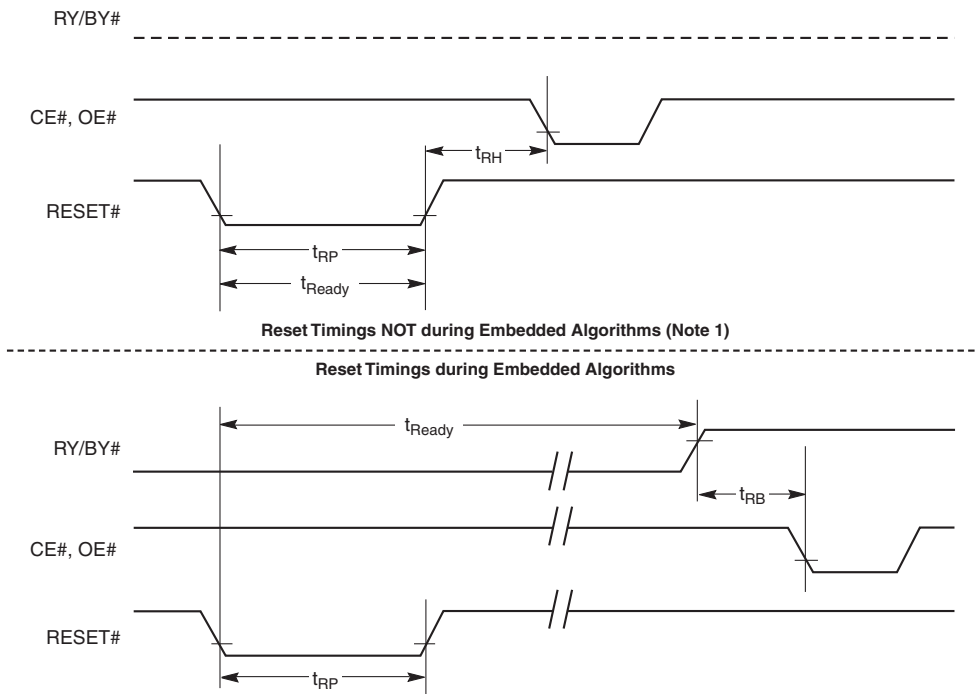 RY/BY#
CE#, OE#
tRH
RESET#
tRP
tReady
Reset Timings NOT during Embedded Algorithms (Note 1)
Reset Timings during Embedded Algorithms
tReady
RY/BY#
tRB
CE#, OE#
RESET#
tRP